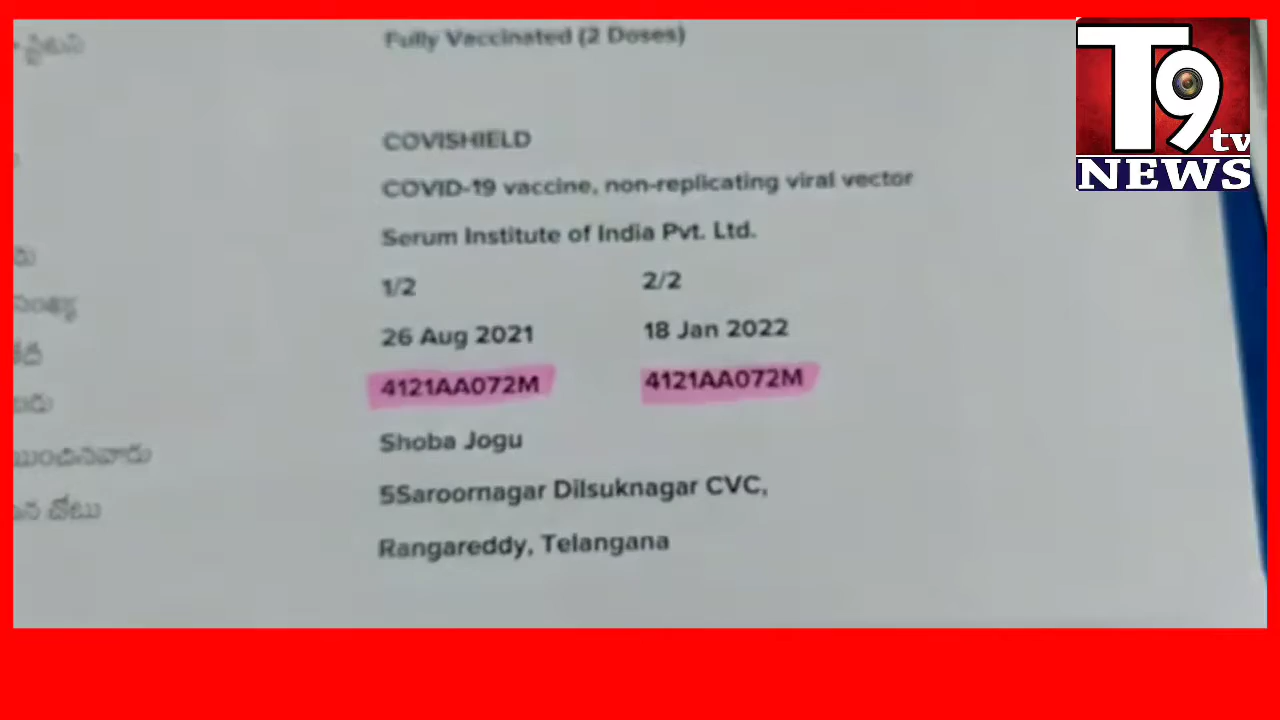 Fully Vaccinated (2 Doses)
COVISHIELD
COVID-19 vaccine, non-replicating viral vector
Serum Institute of India Pvt. Ltd.
1/2 2/2
26 Aug 2021 18 Jan 2022
4121AA072M 4121AA072M
Shoba Jogu
5Saroornagar Dilsuknagar CVC,
Rangareddy, Telangana
T9
tv
NEWS